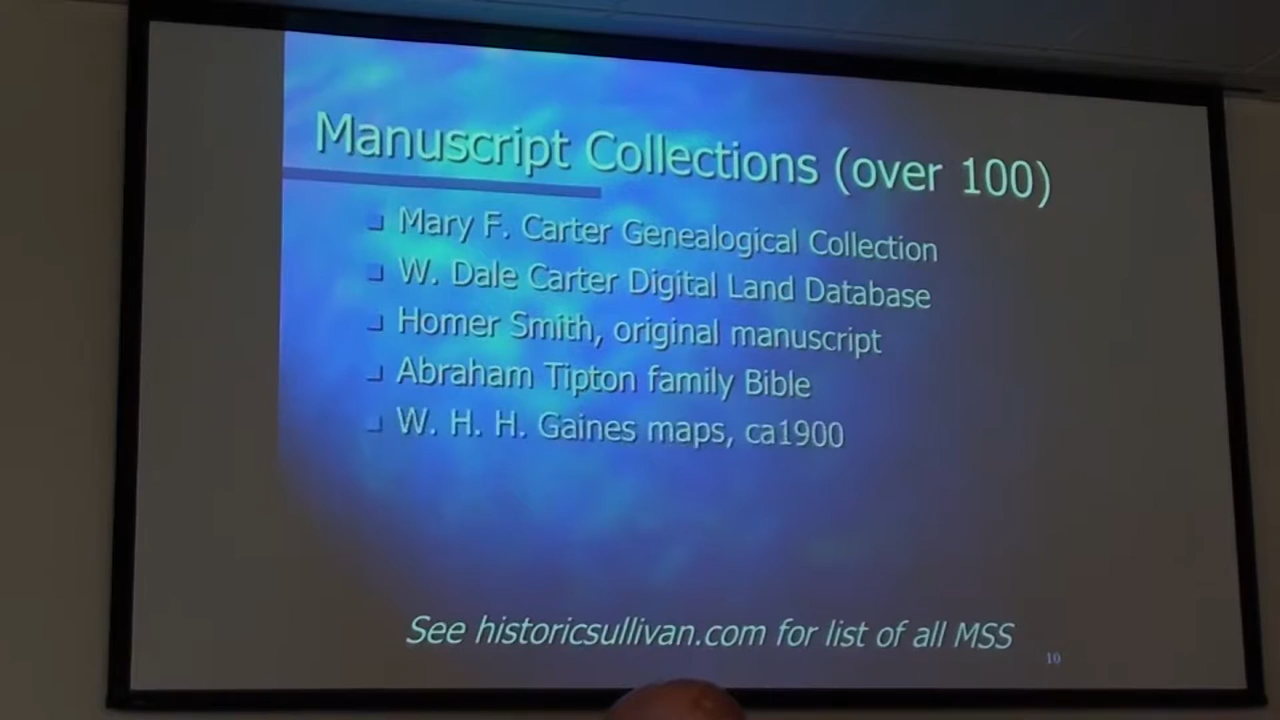 Manuscript Collections (over 100)
Mary F. Carter Genealogical Collection
W. Dale Carter Digital Land Database
Homer Smith, original manuscript
Abraham Tipton family Bible
W. H. H. Gaines maps, ca1900
See historicsullivan.com for list of all MSS
10